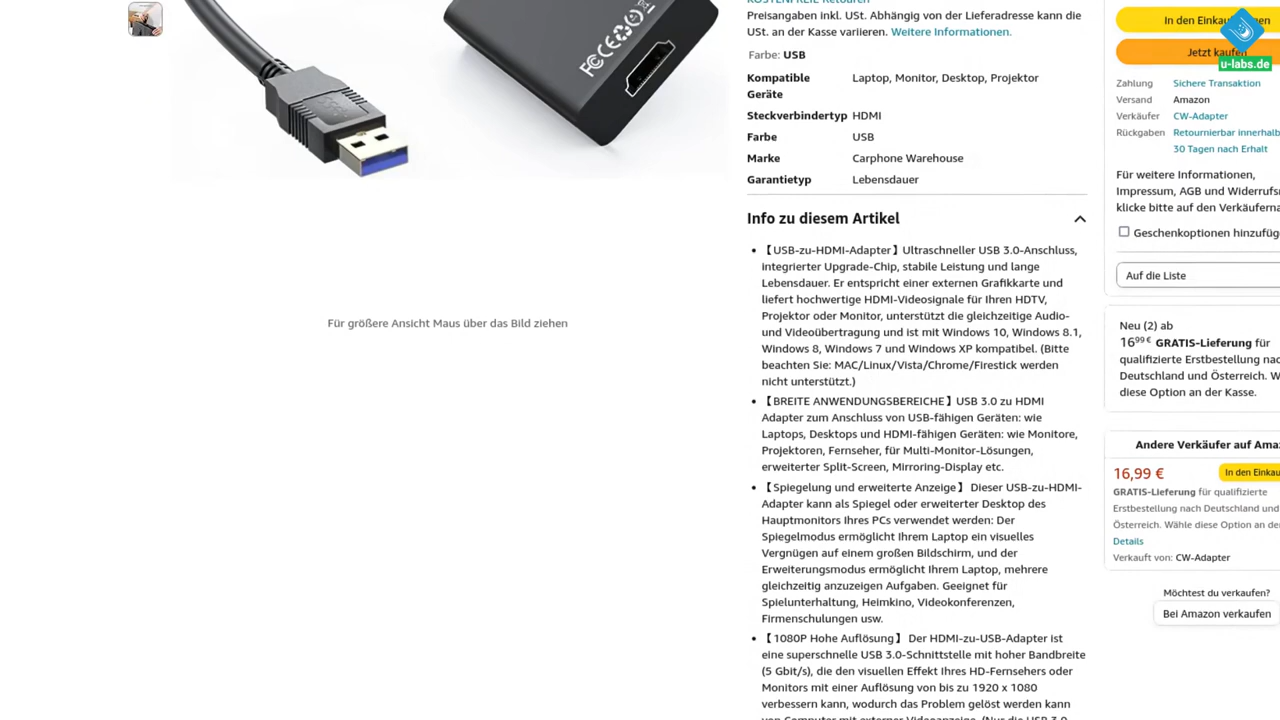 KOSTENFREIE Retouren
Preisangaben inkl. USt. Abhängig von der Lieferadresse kann die
USt. an der Kasse variieren. Weitere Informationen.
Farbe: USB
Kompatible Geräte Laptop, Monitor, Desktop, Projektor
Steckverbindertyp HDMI
Farbe USB
Marke Carphone Warehouse
Garantietyp Lebensdauer
Info zu diesem Artikel
• 【USB-zu-HDMI-Adapter】Ultraschneller USB 3.0-Anschluss,
integrierter Upgrade-Chip, stabile Leistung und lange
Lebensdauer. Er entspricht einer externen Grafikkarte und
liefert hochwertige HDMI-Videosignale für Ihren HDTV,
Projektor oder Monitor, unterstützt die gleichzeitige Audio-
und Videoübertragung und ist mit Windows 10, Windows 8.1,
Windows 8, Windows 7 und Windows XP kompatibel. (Bitte
beachten Sie: MAC/Linux/Vista/Chrome/Firestick werden
nicht unterstützt.)
• 【BREITE ANWENDUNGSBEREICHE】USB 3.0 zu HDMI
Adapter zum Anschluss von USB-fähigen Geräten: wie
Laptops, Desktops und HDMI-fähigen Geräten: wie Monitore,
Projektoren, Fernseher, für Multi-Monitor-Lösungen,
erweiterter Split-Screen, Mirroring-Display etc.
• 【Spiegelung und erweiterte Anzeige】 Dieser USB-zu-HDMI-
Adapter kann als Spiegel oder erweiterter Desktop des
Hauptmonitors Ihres PCs verwendet werden: Der
Spiegelmodus ermöglicht Ihrem Laptop ein visuelles
Vergnügen auf einem großen Bildschirm, und der
Erweiterungsmodus ermöglicht Ihrem Laptop, mehrere
gleichzeitig anzuzeigen Aufgaben. Geeignet für
Spielunterhaltung, Heimkino, Videokonferenzen,
Firmenschulungen usw.
• 【1080P Hohe Auflösung】 Der HDMI-zu-USB-Adapter ist
eine superschnelle USB 3.0-Schnittstelle mit hoher Bandbreite
(5 Gbit/s), die den visuellen Effekt Ihres HD-Fernsehers oder
Monitors mit einer Auflösung von bis zu 1920 x 1080
verbessern kann, wodurch das Problem gelöst werden kann
von Computer mit externer Videoanzeige. (Nur die USB 3.0
FC CE
Für größere Ansicht Maus über das Bild ziehen
In den Einkau gen
Jetzt kaufen
u-labs.de
Zahlung Sichere Transaktion
Versand Amazon
Verkäufer CW-Adapter
Rückgaben Retournierbar innerhalb
30 Tagen nach Erhalt
Für weitere Informationen,
Impressum, AGB und Widerrufs
klicke bitte auf den Verkäuferna
Geschenkoptionen hinzufüg
Auf die Liste
Neu (2) ab
16⁹⁹ € GRATIS-Lieferung für
qualifizierte Erstbestellung nac
Deutschland und Österreich. W
diese Option an der Kasse.
Andere Verkäufer auf Ama
16,99 € In den Einkau
GRATIS-Lieferung für qualifizierte
Erstbestellung nach Deutschland und
Österreich. Wähle diese Option an der
Details
Verkauft von: CW-Adapter
Möchtest du verkaufen?
Bei Amazon verkaufen